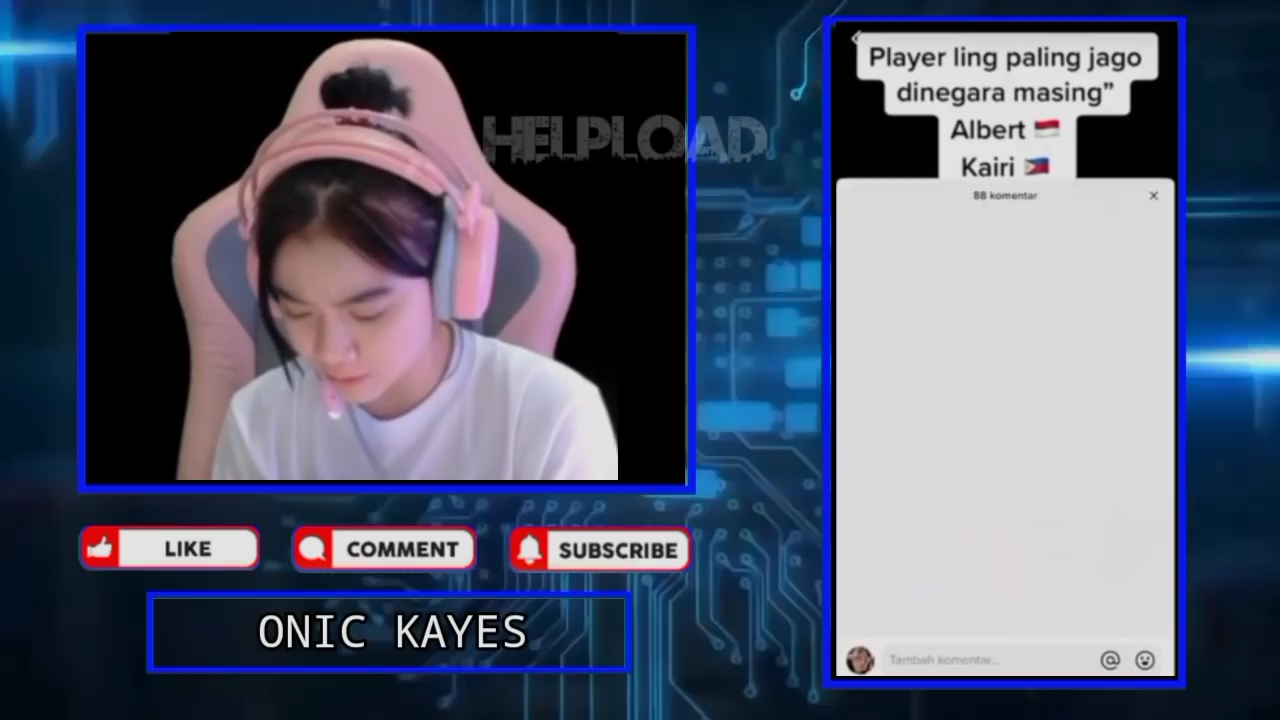 HELPLOAD
LIKE
COMMENT
SUBSCRIBE
ONIC KAYES
Player ling paling jago
dinegara masing”
Albert 🇮🇩
Kairi 🇵🇭
88 komentar
Tambah komentar...